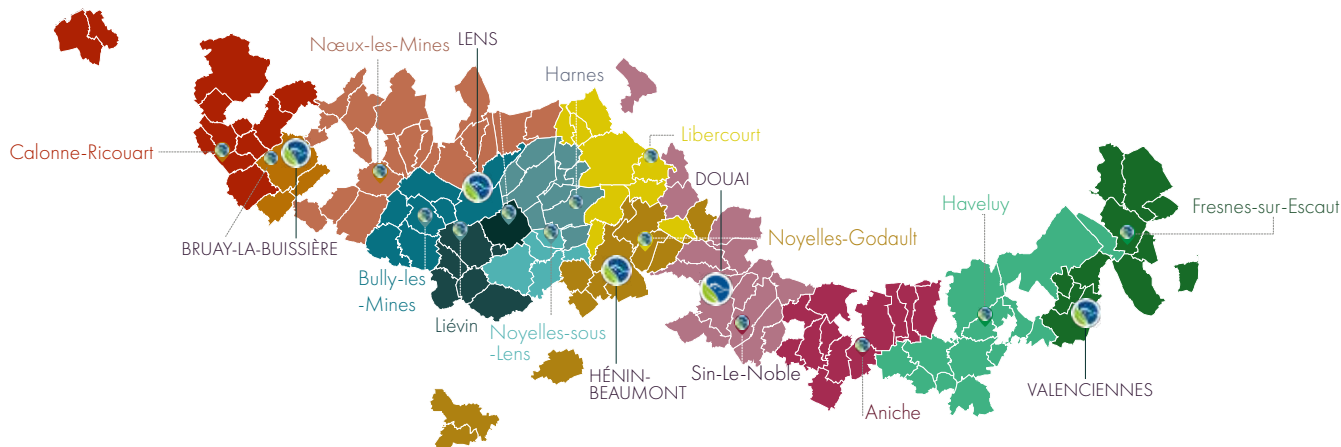 Nœux-les-Mines
LENS
Harnes
Calonne-Ricouart
Libercourt
DOUAI
Haveluy
Fresnes-sur-Escaut
BRUAY-LA-BUISSIÈRE
Noyelles-Godault
Bully-les
-Mines
Liévin
Noyelles-sous
-Lens
HÉNIN-
BEAUMONT
Sin-Le-Noble
Aniche
VALENCIENNES